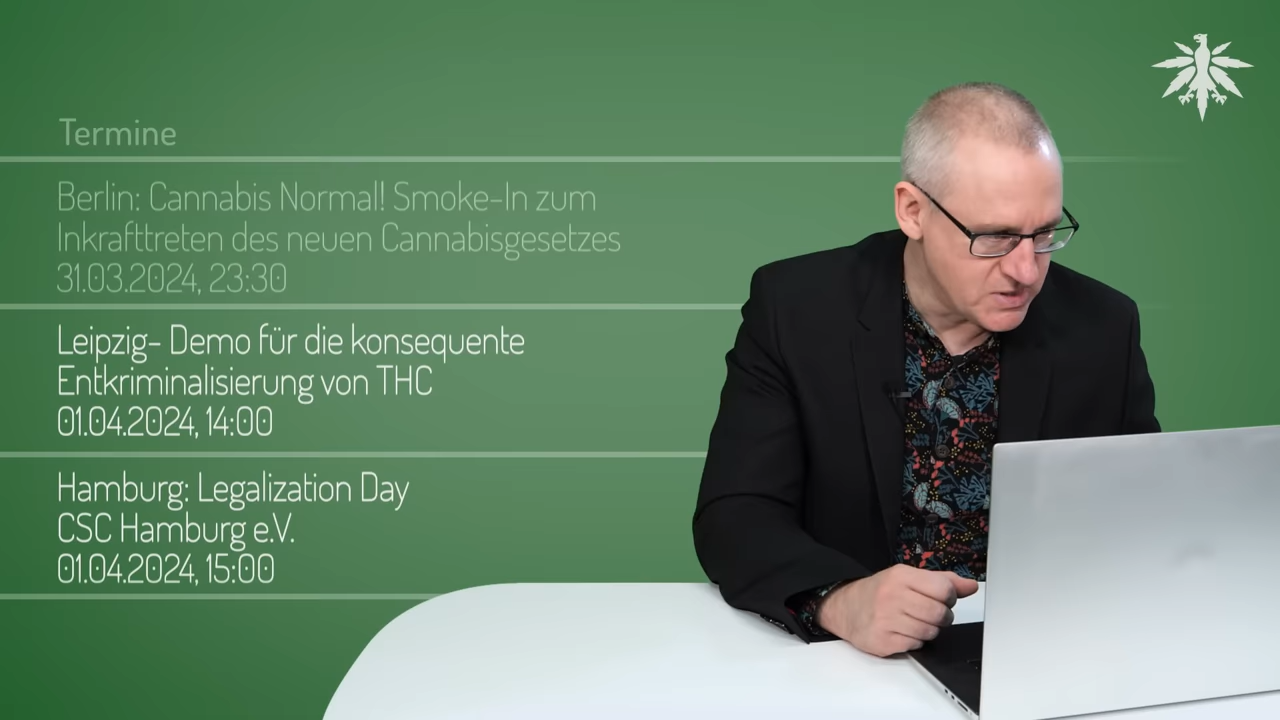 Termine
Berlin: Cannabis Normal! Smoke-In zum
Inkrafttreten des neuen Cannabisgesetzes
31.03.2024, 23:30
Leipzig- Demo für die konsequente
Entkriminalisierung von THC
01.04.2024, 14:00
Hamburg: Legalization Day
CSC Hamburg e.V.
01.04.2024, 15:00